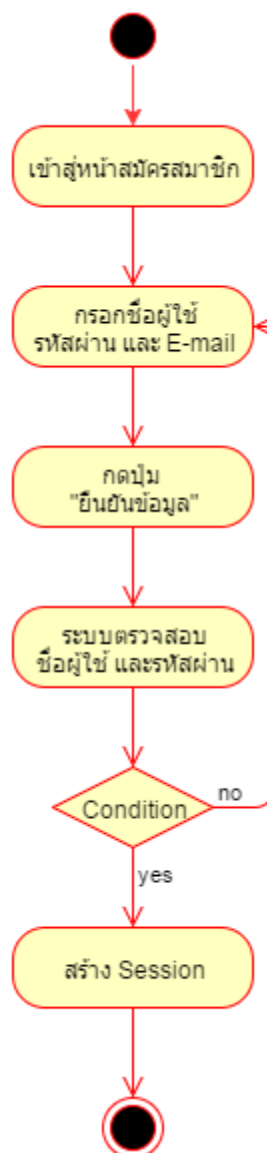 เข้าสู่หน้าสมัครสมาชิก
กรอกชื่อผู้ใช้
รหัสผ่าน และ E-mail
กดปุ่ม
"ยืนยันข้อมูล"
ระบบตรวจสอบ
ชื่อผู้ใช้ และรหัสผ่าน
Condition
no
yes
สร้าง Session